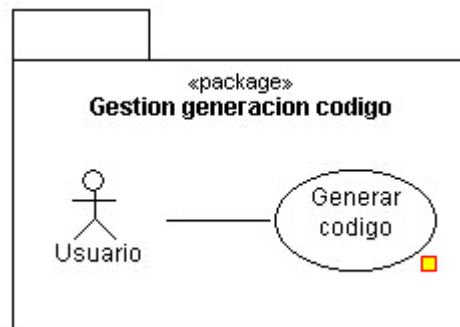 «package»
Gestion generacion codigo
Generar
codigo
Usuario